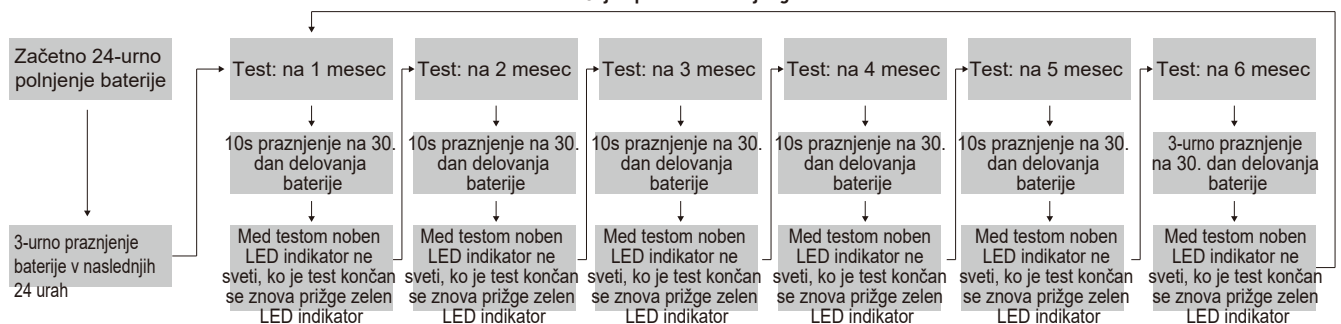 Začetno 24-urno
polnjenje baterije
3-urno praznjenje
baterije v naslednjih
24 urah
Test: na 1 mesec
10s praznjenje na 30.
dan delovanja
baterije
Med testom noben
LED indikator ne
sveti, ko je test končan
se znova prižge zelen
LED indikator
Test: na 2 mesec
10s praznjenje na 30.
dan delovanja
baterije
Med testom noben
LED indikator ne
sveti, ko je test končan
se znova prižge zelen
LED indikator
Test: na 3 mesec
10s praznjenje na 30.
dan delovanja
baterije
Med testom noben
LED indikator ne
sveti, ko je test končan
se znova prižge zelen
LED indikator
Test: na 4 mesec
10s praznjenje na 30.
dan delovanja
baterije
Med testom noben
LED indikator ne
sveti, ko je test končan
se znova prižge zelen
LED indikator
Test: na 5 mesec
10s praznjenje na 30.
dan delovanja
baterije
Med testom noben
LED indikator ne
sveti, ko je test končan
se znova prižge zelen
LED indikator
Test: na 6 mesec
3-urno praznjenje
na 30. dan delovanja
baterije
Med testom noben
LED indikator ne
sveti, ko je test končan
se znova prižge zelen
LED indikator